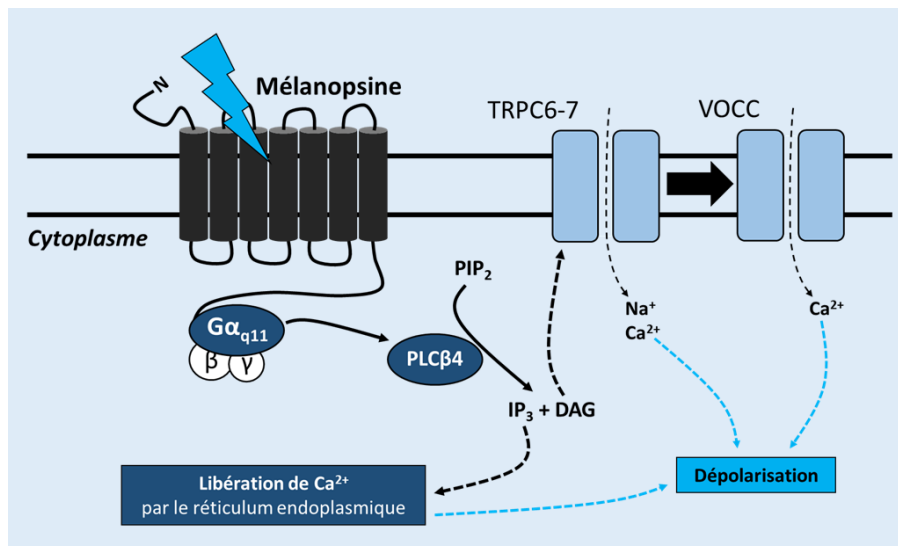 N
Mélanopsine
TRPC6-7
VOCC
Cytoplasme
PIP₂
Gαq11
β
γ
PLCβ4
Na⁺
Ca²⁺
Ca²⁺
IP₃ + DAG
Libération de Ca²⁺
par le réticulum endoplasmique
Dépolarisation